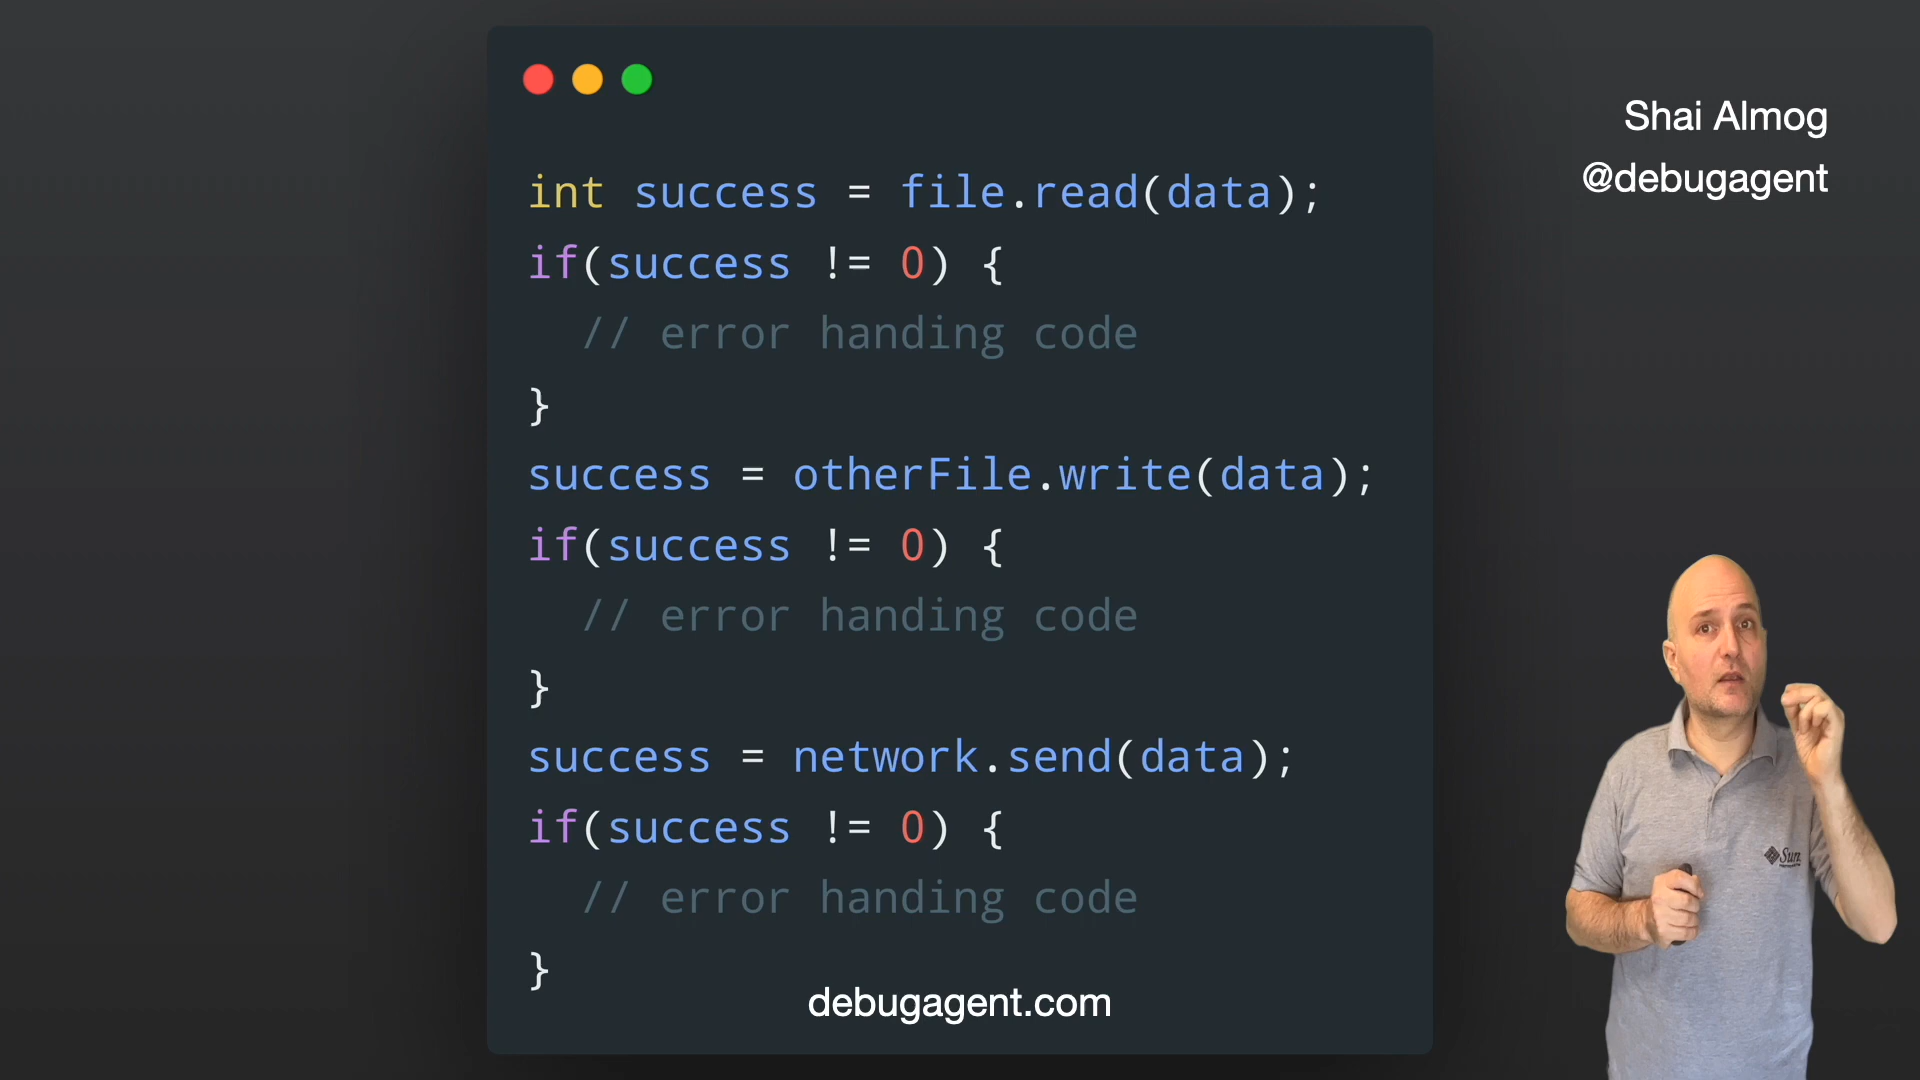 int success = file.read(data);
if(success != 0) {
  // error handing code
}
success = otherFile.write(data);
if(success != 0) {
  // error handing code
}
success = network.send(data);
if(success != 0) {
  // error handing code
}
debugagent.com
Shai Almog
@debugagent
Sun